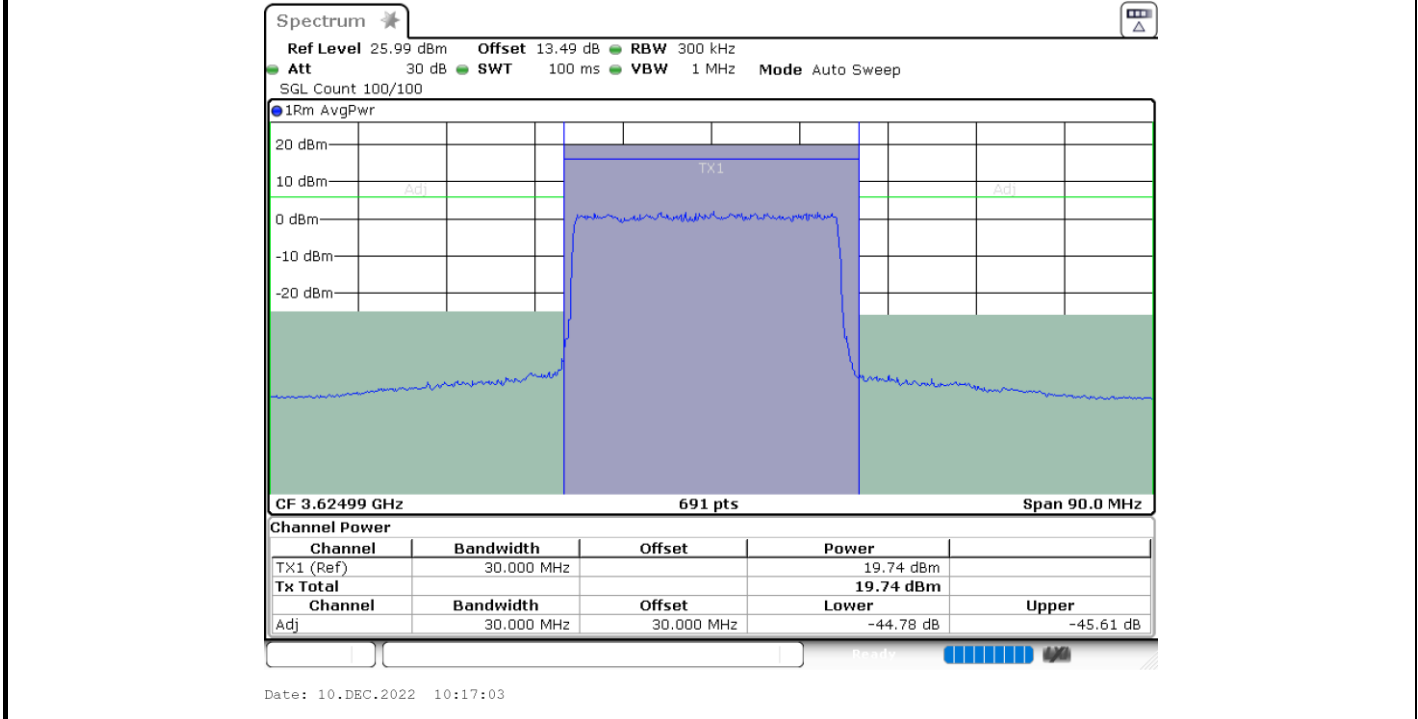 Spectrum
Ref Level 25.99 dBm Offset 13.49 dB RBW 300 kHz
Att 30 dB SWT 100 ms VBW 1 MHz Mode Auto Sweep
SGL Count 100/100
1Rm AvgPwr
20 dBm
TX1
10 dBm
Adj Adj
0 dBm
-10 dBm
-20 dBm
CF 3.62499 GHz 691 pts Span 90.0 MHz
Channel Power
Channel Bandwidth Offset Power
TX1 (Ref) 30.000 MHz 19.74 dBm
Tx Total 19.74 dBm
Channel Bandwidth Offset Lower Upper
Adj 30.000 MHz 30.000 MHz -44.78 dB -45.61 dB
Ready
Date: 10.DEC.2022 10:17:03